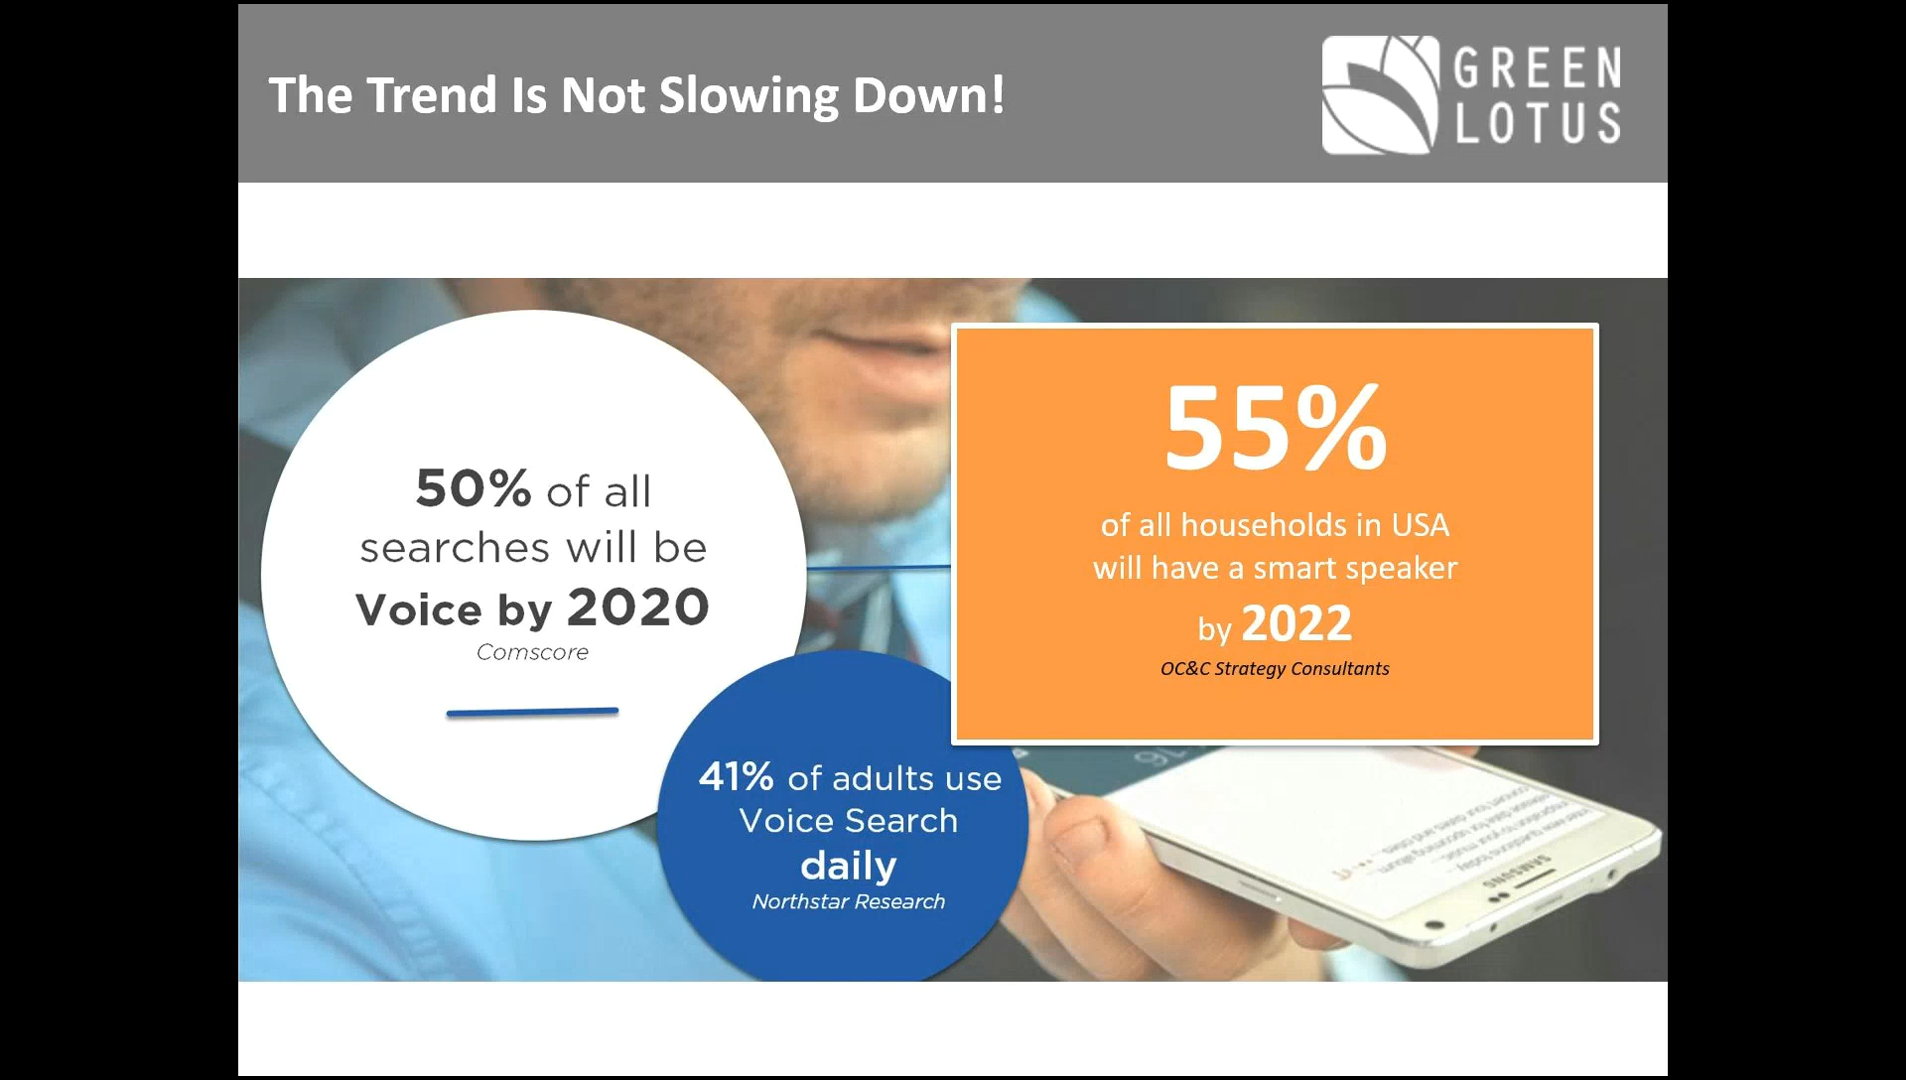 The Trend Is Not Slowing Down!
GREEN
LOTUS
50% of all
searches will be
Voice by 2020
Comscore
55%
of all households in USA
will have a smart speaker
by 2022
OC&C Strategy Consultants
41% of adults use
Voice Search
daily
Northstar Research
SAMSUNG